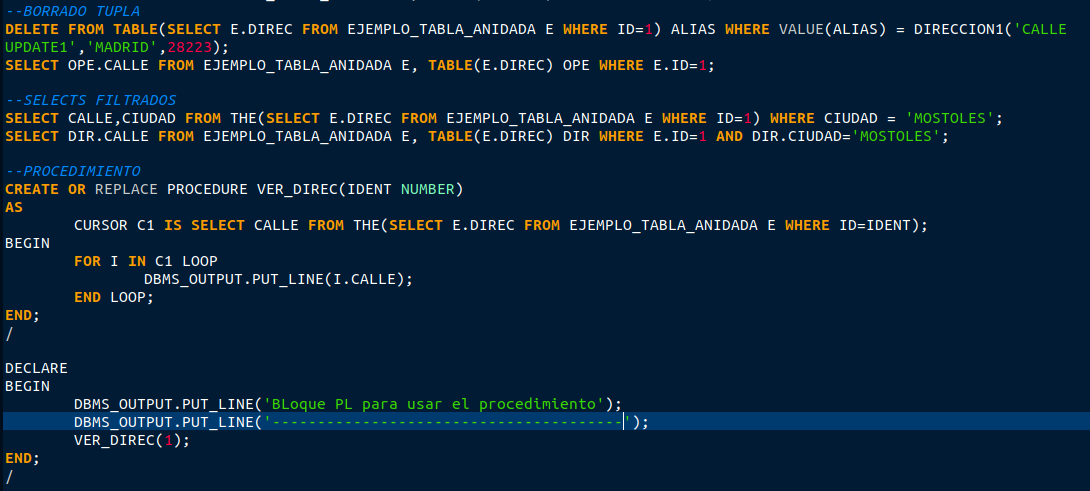 --BORRADO TUPLA
DELETE FROM TABLE(SELECT E.DIREC FROM EJEMPLO_TABLA_ANIDADA E WHERE ID=1) ALIAS WHERE VALUE(ALIAS) = DIRECCION1('CALLE
UPDATE1','MADRID',28223);
SELECT OPE.CALLE FROM EJEMPLO_TABLA_ANIDADA E, TABLE(E.DIREC) OPE WHERE E.ID=1;

--SELECTS FILTRADOS
SELECT CALLE,CIUDAD FROM THE(SELECT E.DIREC FROM EJEMPLO_TABLA_ANIDADA E WHERE ID=1) WHERE CIUDAD = 'MOSTOLES';
SELECT DIR.CALLE FROM EJEMPLO_TABLA_ANIDADA E, TABLE(E.DIREC) DIR WHERE E.ID=1 AND DIR.CIUDAD='MOSTOLES';

--PROCEDIMIENTO
CREATE OR REPLACE PROCEDURE VER_DIREC(IDENT NUMBER)
AS
        CURSOR C1 IS SELECT CALLE FROM THE(SELECT E.DIREC FROM EJEMPLO_TABLA_ANIDADA E WHERE ID=IDENT);
BEGIN
        FOR I IN C1 LOOP
                DBMS_OUTPUT.PUT_LINE(I.CALLE);
        END LOOP;
END;
/

DECLARE
BEGIN
        DBMS_OUTPUT.PUT_LINE('BLoque PL para usar el procedimiento');
        DBMS_OUTPUT.PUT_LINE('---------------------------------------');
        VER_DIREC(1);
END;
/